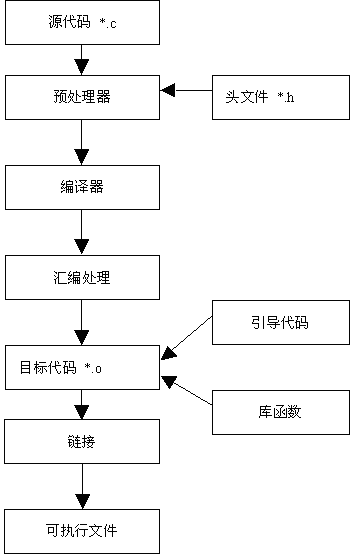 源代码 *.c
预处理器
头文件 *.h
编译器
汇编处理
引导代码
目标代码 *.o
库函数
链接
可执行文件